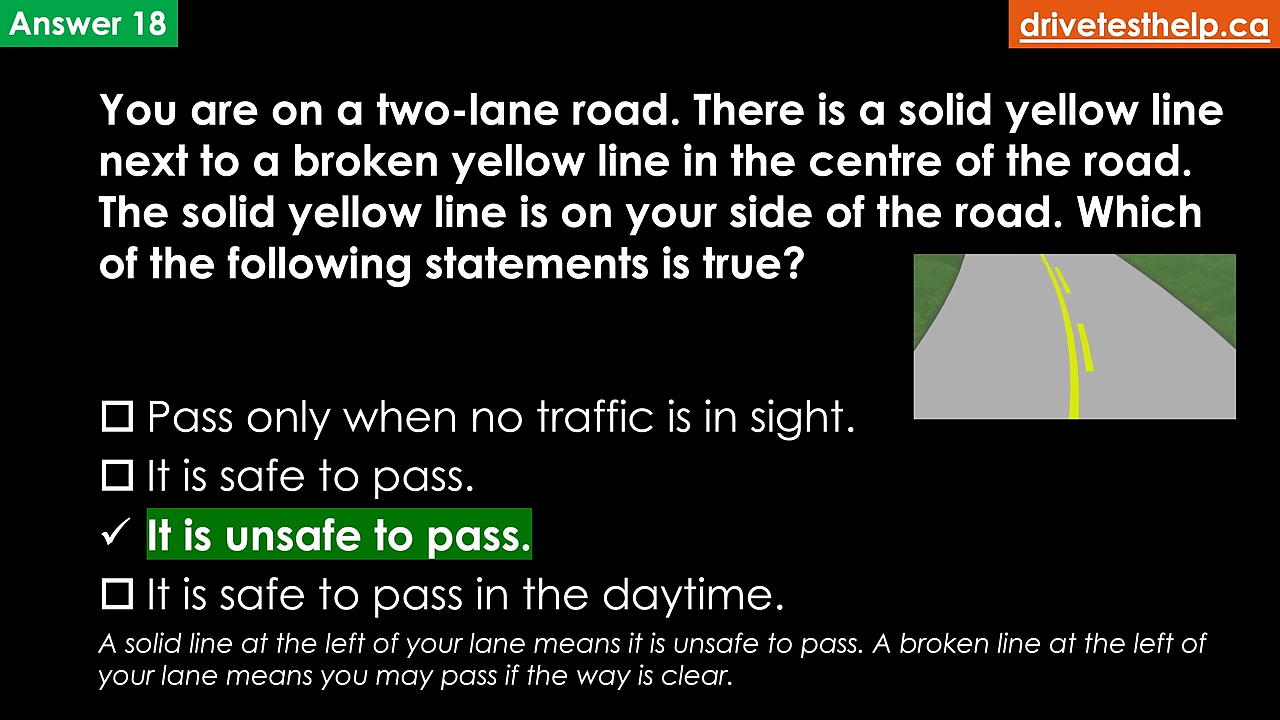 Answer 18
drivetesthelp.ca
You are on a two-lane road. There is a solid yellow line
next to a broken yellow line in the centre of the road.
The solid yellow line is on your side of the road. Which
of the following statements is true?
Pass only when no traffic is in sight.
It is safe to pass.
It is unsafe to pass.
It is safe to pass in the daytime.
A solid line at the left of your lane means it is unsafe to pass. A broken line at the left of
your lane means you may pass if the way is clear.